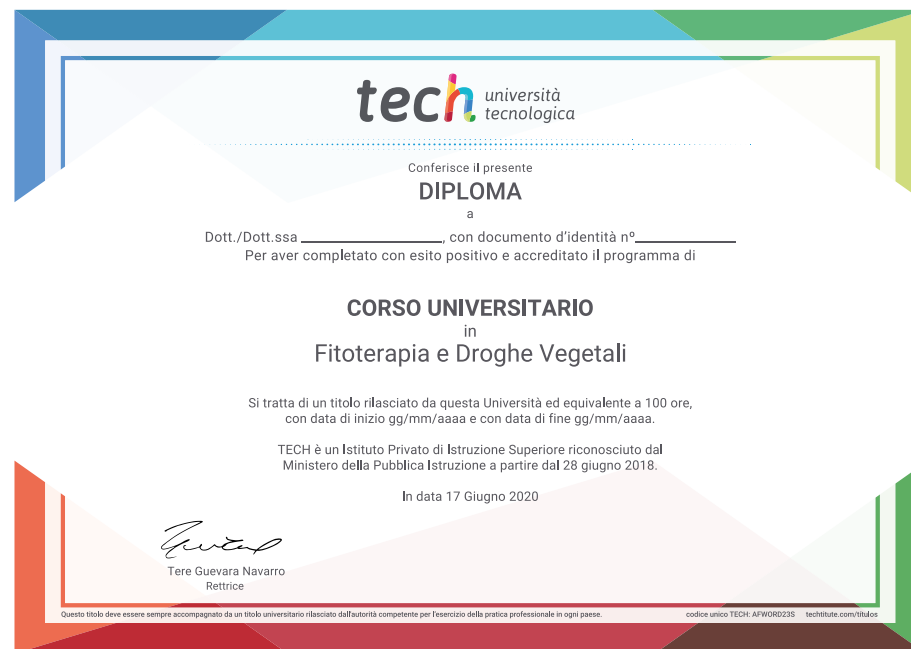 tech università
tecnologica
Conferisce il presente
DIPLOMA
a
Dott./Dott.ssa , con documento d'identità nº
Per aver completato con esito positivo e accreditato il programma di
CORSO UNIVERSITARIO
in
Fitoterapia e Droghe Vegetali
Si tratta di un titolo rilasciato da questa Università ed equivalente a 100 ore,
con data di inizio gg/mm/aaaa e con data di fine gg/mm/aaaa.
TECH è un Istituto Privato di Istruzione Superiore riconosciuto dal
Ministero della Pubblica Istruzione a partire dal 28 giugno 2018.
In data 17 Giugno 2020
Tere Guevara Navarro
Rettrice
Questo titolo deve essere sempre accompagnato da un titolo universitario rilasciato dall'autorità competente per l'esercizio della pratica professionale in ogni paese. codice unico TECH: AFWORD23S techtitute.com/titulos